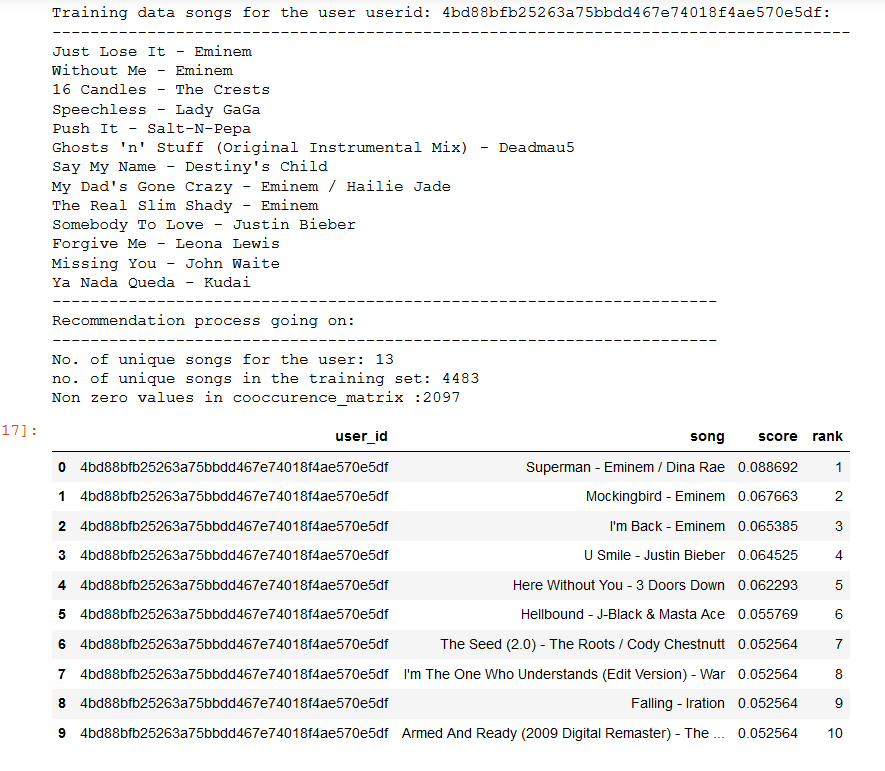 Training data songs for the user userid: 4bd88bfb25263a75bbdd467e74018f4ae570e5df:
------------------------------------------------------------------------------------
Just Lose It - Eminem
Without Me - Eminem
16 Candles - The Crests
Speechless - Lady GaGa
Push It - Salt-N-Pepa
Ghosts 'n' Stuff (Original Instrumental Mix) - Deadmau5
Say My Name - Destiny's Child
My Dad's Gone Crazy - Eminem / Hailie Jade
The Real Slim Shady - Eminem
Somebody To Love - Justin Bieber
Forgive Me - Leona Lewis
Missing You - John Waite
Ya Nada Queda - Kudai
----------------------------------------------------------------------
Recommendation process going on:
----------------------------------------------------------------------
No. of unique songs for the user: 13
no. of unique songs in the training set: 4483
Non zero values in cooccurence_matrix :2097
17]:
user_id song score rank
0 4bd88bfb25263a75bbdd467e74018f4ae570e5df Superman - Eminem / Dina Rae 0.088692 1
1 4bd88bfb25263a75bbdd467e74018f4ae570e5df Mockingbird - Eminem 0.067663 2
2 4bd88bfb25263a75bbdd467e74018f4ae570e5df I'm Back - Eminem 0.065385 3
3 4bd88bfb25263a75bbdd467e74018f4ae570e5df U Smile - Justin Bieber 0.064525 4
4 4bd88bfb25263a75bbdd467e74018f4ae570e5df Here Without You - 3 Doors Down 0.062293 5
5 4bd88bfb25263a75bbdd467e74018f4ae570e5df Hellbound - J-Black & Masta Ace 0.055769 6
6 4bd88bfb25263a75bbdd467e74018f4ae570e5df The Seed (2.0) - The Roots / Cody Chestnutt 0.052564 7
7 4bd88bfb25263a75bbdd467e74018f4ae570e5df I'm The One Who Understands (Edit Version) - War 0.052564 8
8 4bd88bfb25263a75bbdd467e74018f4ae570e5df Falling - Iration 0.052564 9
9 4bd88bfb25263a75bbdd467e74018f4ae570e5df Armed And Ready (2009 Digital Remaster) - The ... 0.052564 10